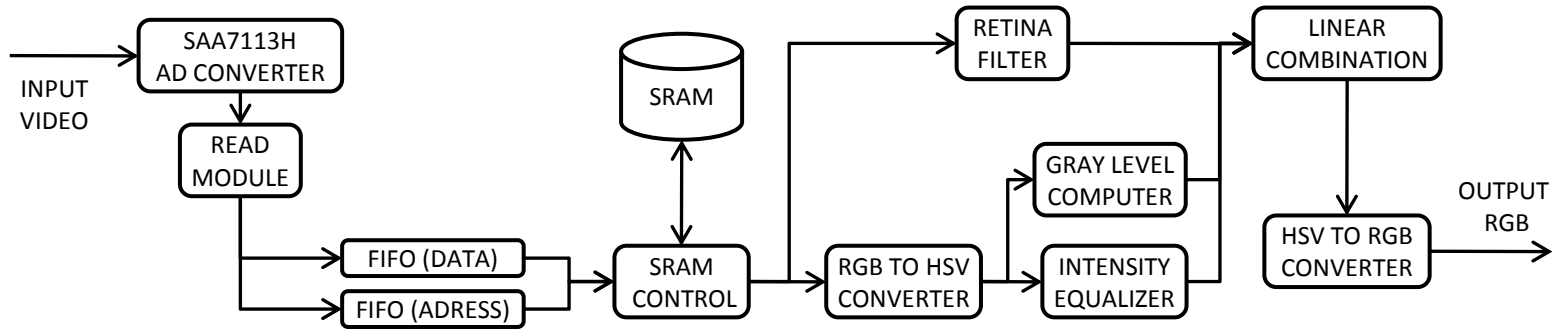 INPUT
VIDEO
SAA7113H
AD CONVERTER
READ
MODULE
FIFO (DATA)
FIFO (ADRESS)
SRAM
SRAM
CONTROL
RETINA
FILTER
RGB TO HSV
CONVERTER
GRAY LEVEL
COMPUTER
INTENSITY
EQUALIZER
LINEAR
COMBINATION
HSV TO RGB
CONVERTER
OUTPUT
RGB